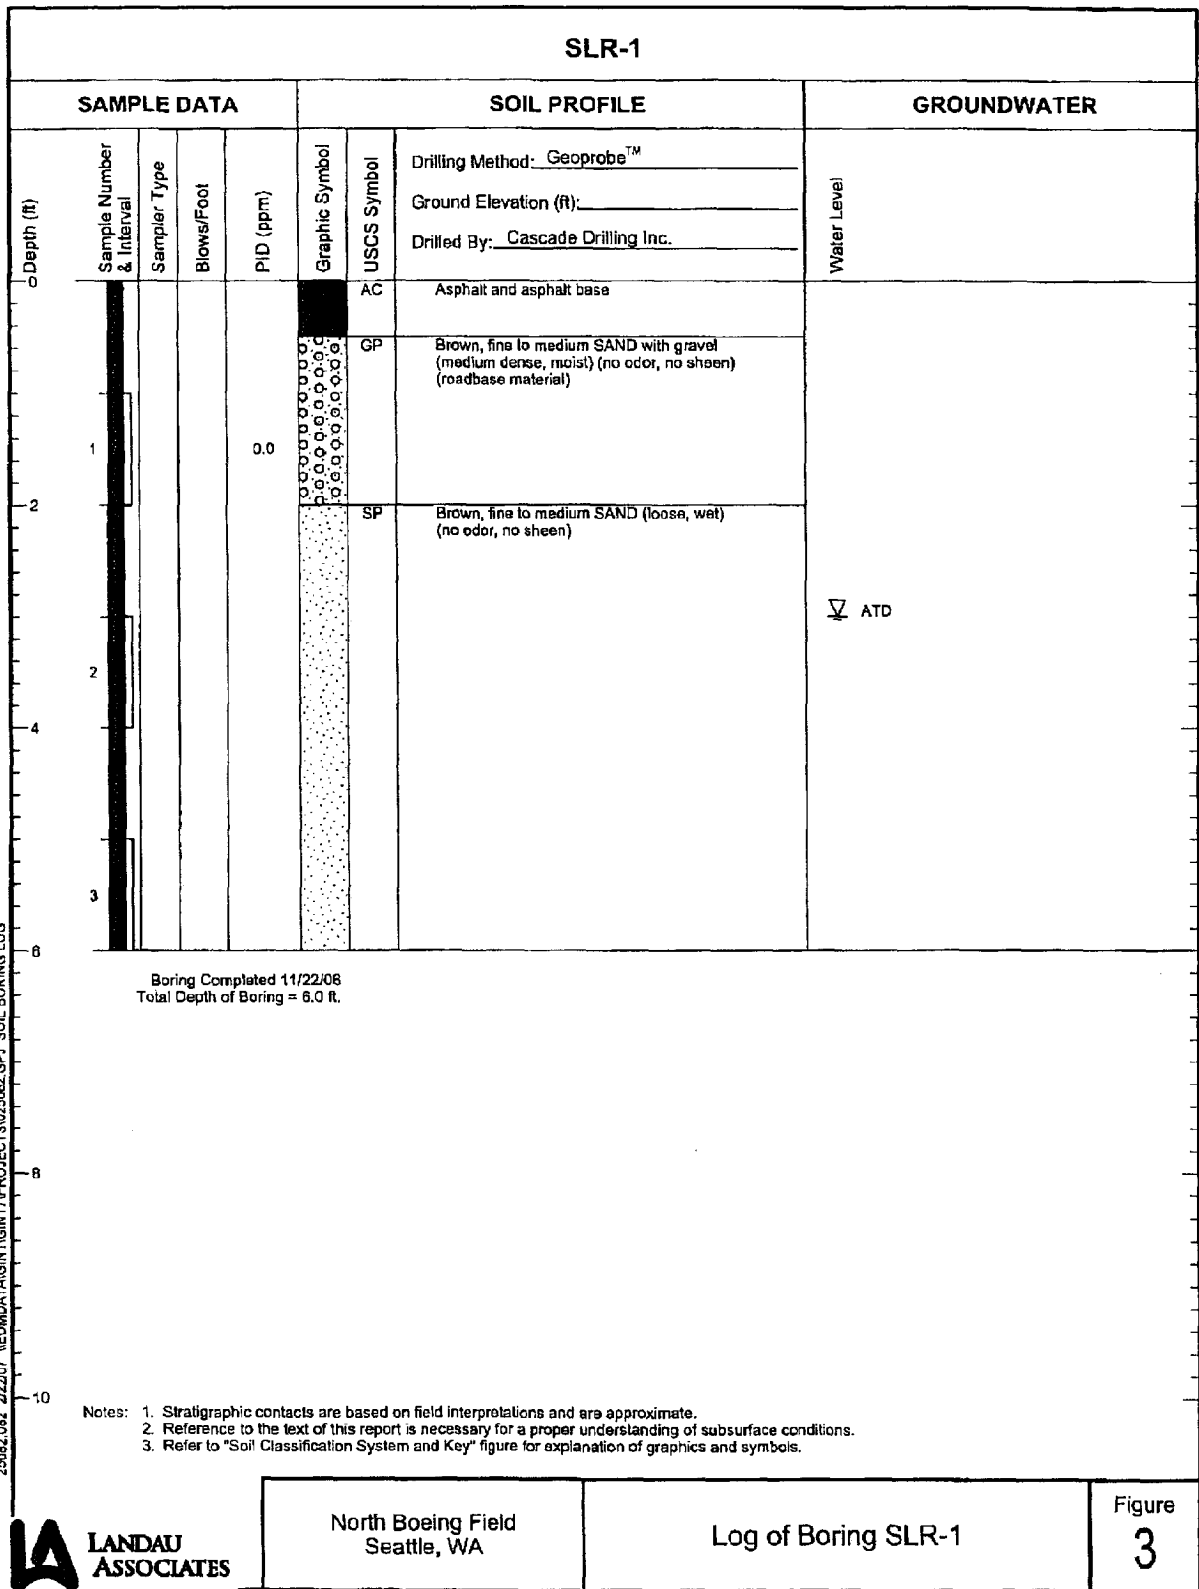 SLR-1
SAMPLE DATA
SOIL PROFILE
GROUNDWATER
Depth (ft)
Sample Number
& Interval
Sampler Type
Blows/Foot
PID (ppm)
Graphic Symbol
USCS Symbol
Drilling Method: Geoprobe™
Ground Elevation (ft):
Drilled By: Cascade Drilling Inc.
Water Level
0
AC
Asphalt and asphalt base
GP
Brown, fine to medium SAND with gravel
(medium dense, moist) (no odor, no sheen)
(roadbase material)
1
0.0
2
SP
Brown, fine to medium SAND (loose, wet)
(no odor, no sheen)
ATD
2
4
3
6
Boring Completed 11/22/06
Total Depth of Boring = 6.0 ft.
8
10
Notes: 1. Stratigraphic contacts are based on field interpretations and are approximate.
2. Reference to the text of this report is necessary for a proper understanding of subsurface conditions.
3. Refer to "Soil Classification System and Key" figure for explanation of graphics and symbols.
LANDAU
ASSOCIATES
North Boeing Field
Seattle, WA
Log of Boring SLR-1
Figure
3